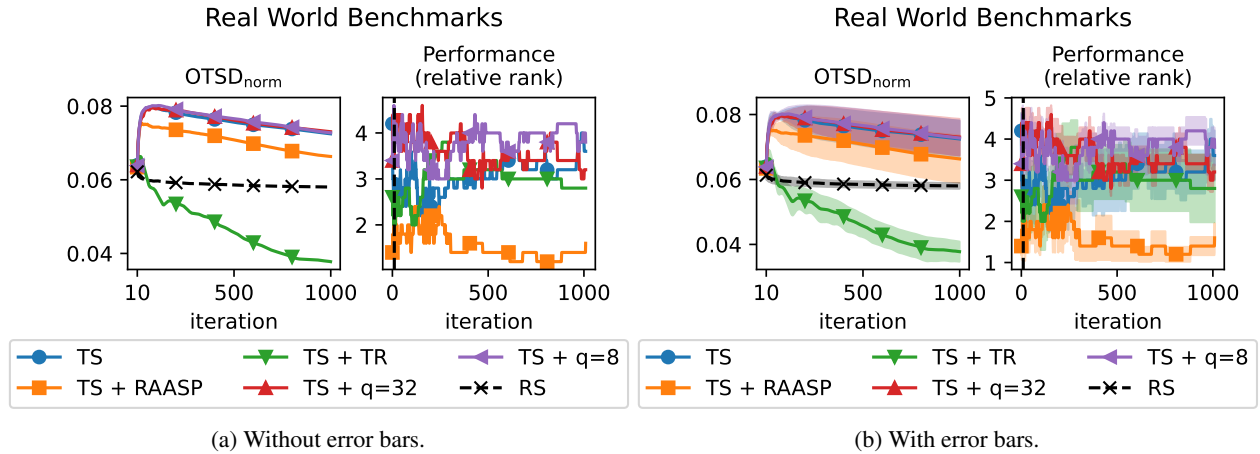 Real World Benchmarks
OTSDnorm
Performance
(relative rank)
0.08
0.06
0.04
4
3
2
10
500
1000
0
500
1000
iteration
iteration
TS
TS + TR
TS + q=8
TS + RAASP
TS + q=32
RS
(a) Without error bars.
Real World Benchmarks
OTSDnorm
Performance
(relative rank)
0.08
0.06
0.04
5
4
3
2
1
10
500
1000
0
500
1000
iteration
iteration
TS
TS + TR
TS + q=8
TS + RAASP
TS + q=32
RS
(b) With error bars.